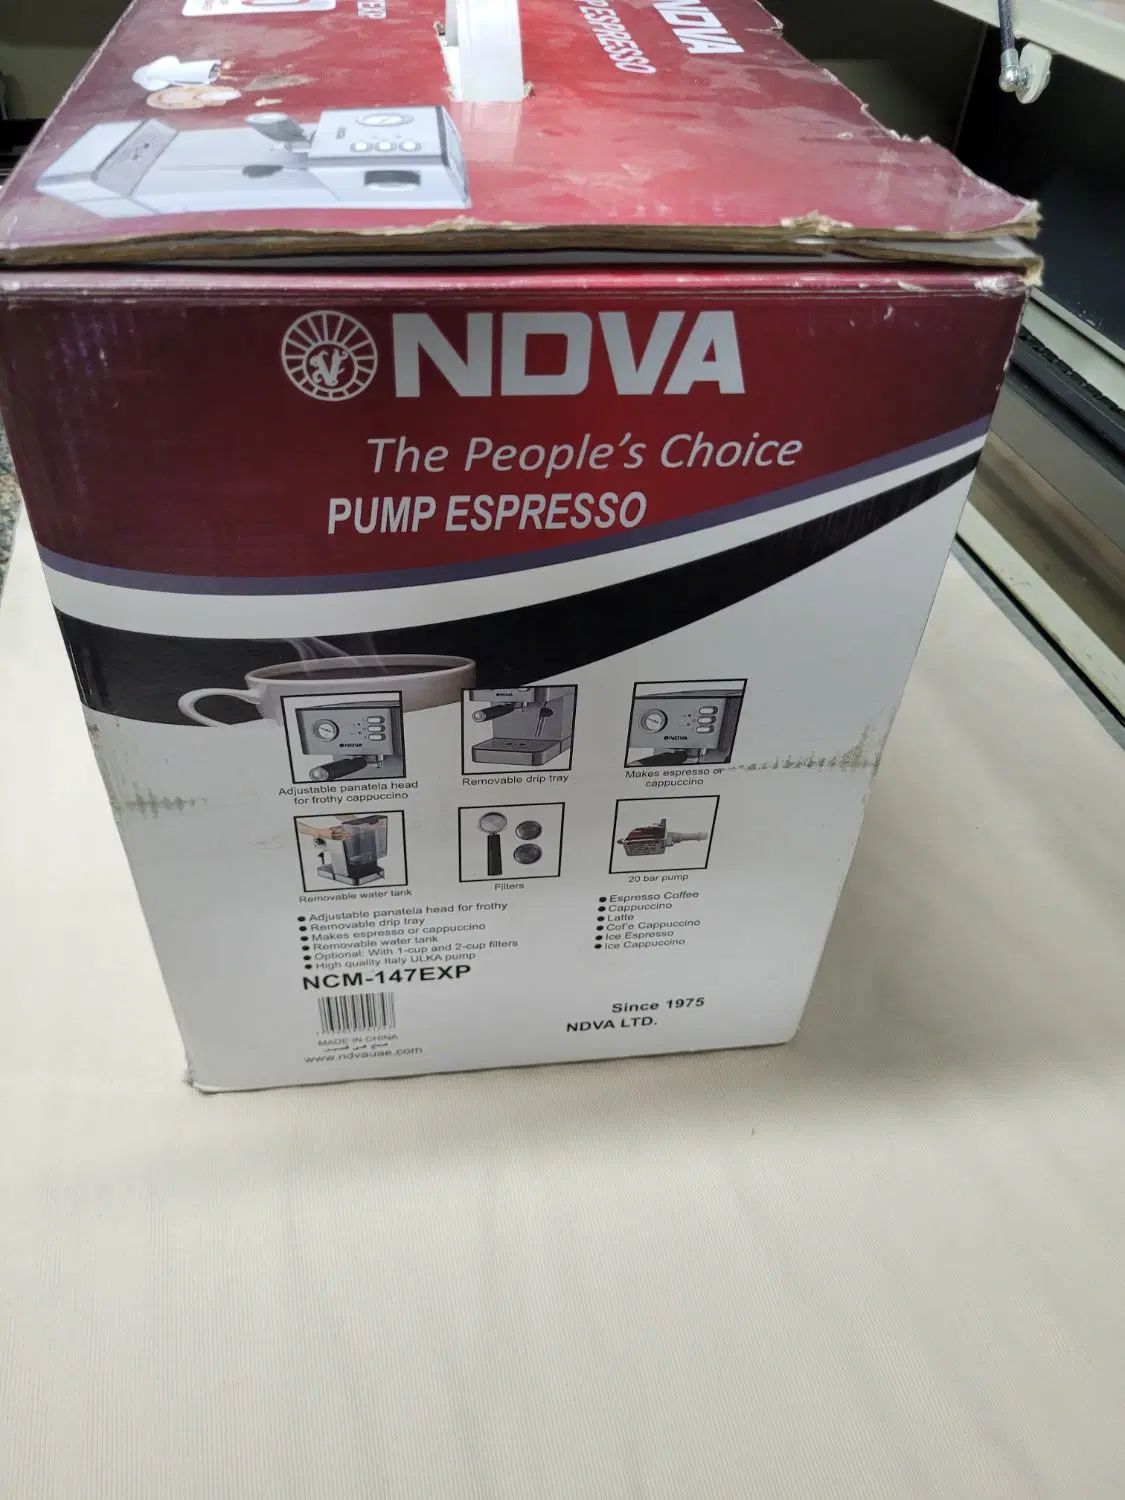 NDVA
PUMP ESPRESSO
NDVA
NDVA
The People's Choice
PUMP ESPRESSO
NDVA
NDVA
NDVA
Adjustable panatela head
for frothy cappuccino
Removable drip tray
Makes espresso or
cappuccino
Removable water tank
Filters
20 bar pump
• Adjustable panatela head for frothy
• Removable drip tray
• Makes espresso or cappuccino
• Removable water tank
• Optional: With 1-cup and 2-cup filters
• High quality Italy ULKA pump
• Espresso Coffee
• Cappuccino
• Latte
• Cof'e Cappuccino
• Ice Espresso
• Ice Cappuccino
NCM-147EXP
MADE IN CHINA
www.ndvauae.com
Since 1975
NDVA LTD.